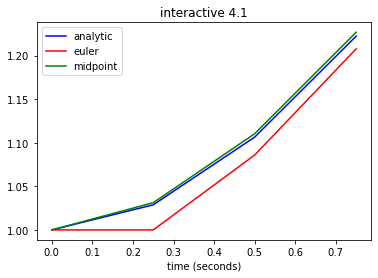 interactive 4.1
analytic
euler
midpoint
1.20
1.15
1.10
1.05
1.00
0.0 0.1 0.2 0.3 0.4 0.5 0.6 0.7
time (seconds)